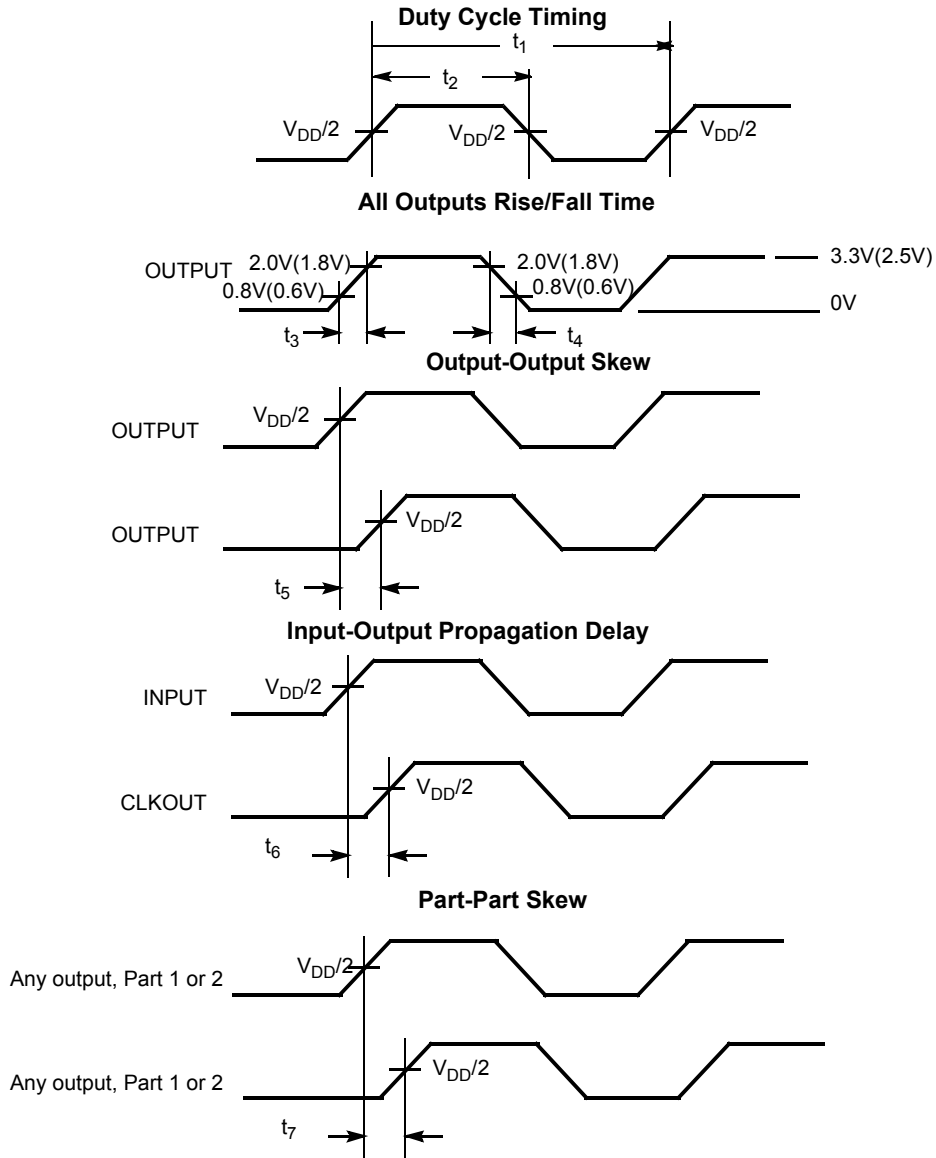 Duty Cycle Timing
t1
t2
VDD/2 VDD/2 VDD/2
All Outputs Rise/Fall Time
OUTPUT 2.0V(1.8V) 2.0V(1.8V) 3.3V(2.5V)
0.8V(0.6V) 0.8V(0.6V) 0V
t3 t4
Output-Output Skew
VDD/2
OUTPUT
VDD/2
OUTPUT
t5
Input-Output Propagation Delay
VDD/2
INPUT
VDD/2
CLKOUT
t6
Part-Part Skew
VDD/2
Any output, Part 1 or 2
VDD/2
Any output, Part 1 or 2
t7